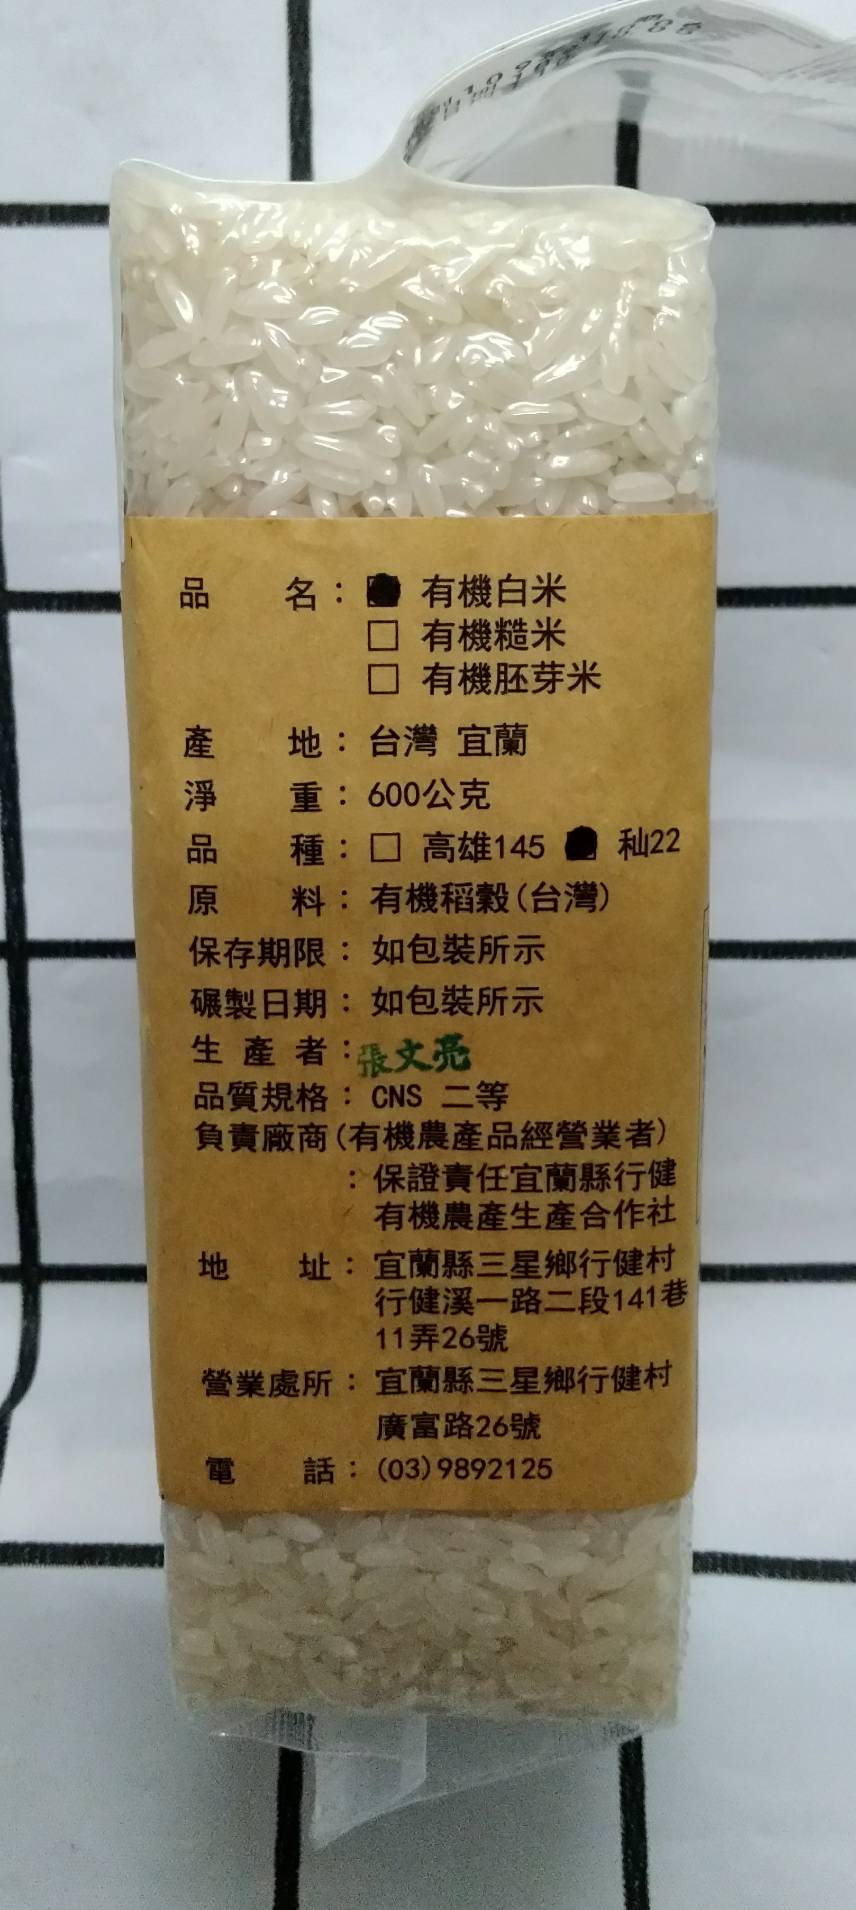 品　　名：■ 有機白米
□ 有機糙米
□ 有機胚芽米
產　　地：台灣 宜蘭
淨　　重：600公克
品　　種：□ 高雄145 ■ 秈22
原　　料：有機稻穀(台灣)
保存期限：如包裝所示
碾製日期：如包裝所示
生 產 者：張文亮
品質規格：CNS 二等
負責廠商(有機農產品經營業者)
：保證責任宜蘭縣行健
有機農產生產合作社
地　　址：宜蘭縣三星鄉行健村
行健溪一路二段141巷
11弄26號
營業處所：宜蘭縣三星鄉行健村
廣富路26號
電　　話：(03)9892125